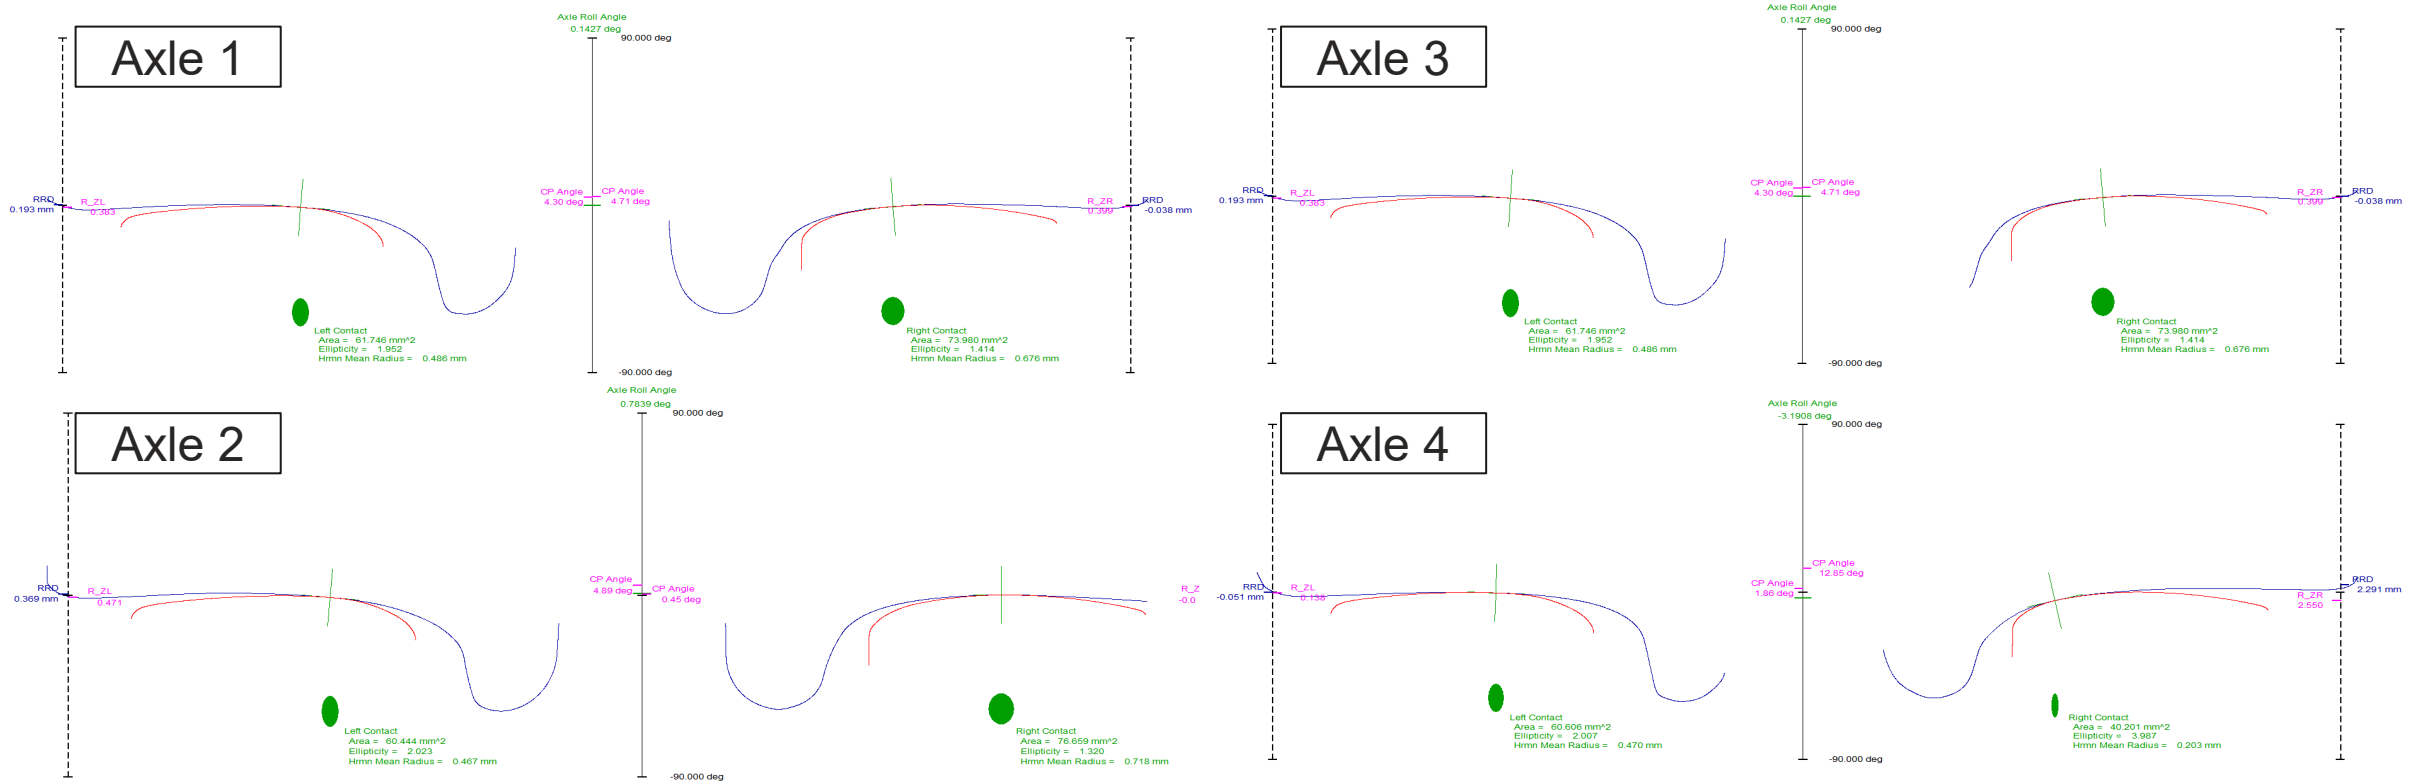 Axle 1
Axle Roll Angle
0.1427 deg
90.000 deg
RRD
0.193 mm
R_ZL
0.383
CP Angle
4.30 deg
CP Angle
4.71 deg
R_ZR
0.399
RRD
-0.038 mm
Left Contact
Area = 61.746 mm^2
Ellipticity = 1.952
Hrmn Mean Radius = 0.486 mm
Right Contact
Area = 73.980 mm^2
Ellipticity = 1.414
Hrmn Mean Radius = 0.676 mm
-90.000 deg
Axle 3
Axle Roll Angle
0.1427 deg
90.000 deg
RRD
0.193 mm
R_ZL
0.383
CP Angle
4.30 deg
CP Angle
4.71 deg
R_ZR
0.399
RRD
-0.038 mm
Left Contact
Area = 61.746 mm^2
Ellipticity = 1.952
Hrmn Mean Radius = 0.486 mm
Right Contact
Area = 73.980 mm^2
Ellipticity = 1.414
Hrmn Mean Radius = 0.676 mm
-90.000 deg
Axle 2
Axle Roll Angle
0.7839 deg
90.000 deg
RRD
0.369 mm
R_ZL
0.471
CP Angle
4.89 deg
CP Angle
0.45 deg
R_Z
-0.0
Left Contact
Area = 60.444 mm^2
Ellipticity = 2.023
Hrmn Mean Radius = 0.467 mm
Right Contact
Area = 76.659 mm^2
Ellipticity = 1.320
Hrmn Mean Radius = 0.718 mm
-90.000 deg
Axle 4
Axle Roll Angle
-3.1908 deg
90.000 deg
RRD
-0.051 mm
R_ZL
0.138
CP Angle
12.85 deg
CP Angle
1.86 deg
RRD
2.291 mm
R_ZR
2.550
Left Contact
Area = 60.606 mm^2
Ellipticity = 2.007
Hrmn Mean Radius = 0.470 mm
Right Contact
Area = 40.201 mm^2
Ellipticity = 3.987
Hrmn Mean Radius = 0.203 mm
-90.000 deg